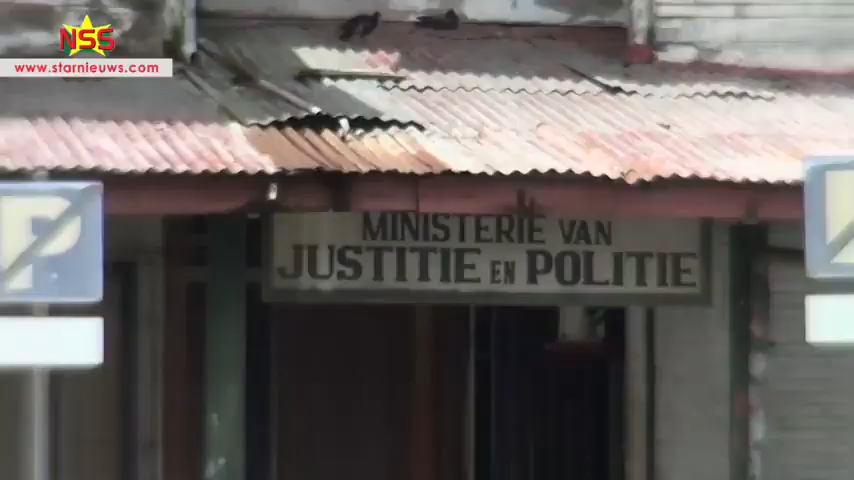 NSS
www.starnieuws.com
MINISTERIE VAN
JUSTITIE EN POLITIE
P